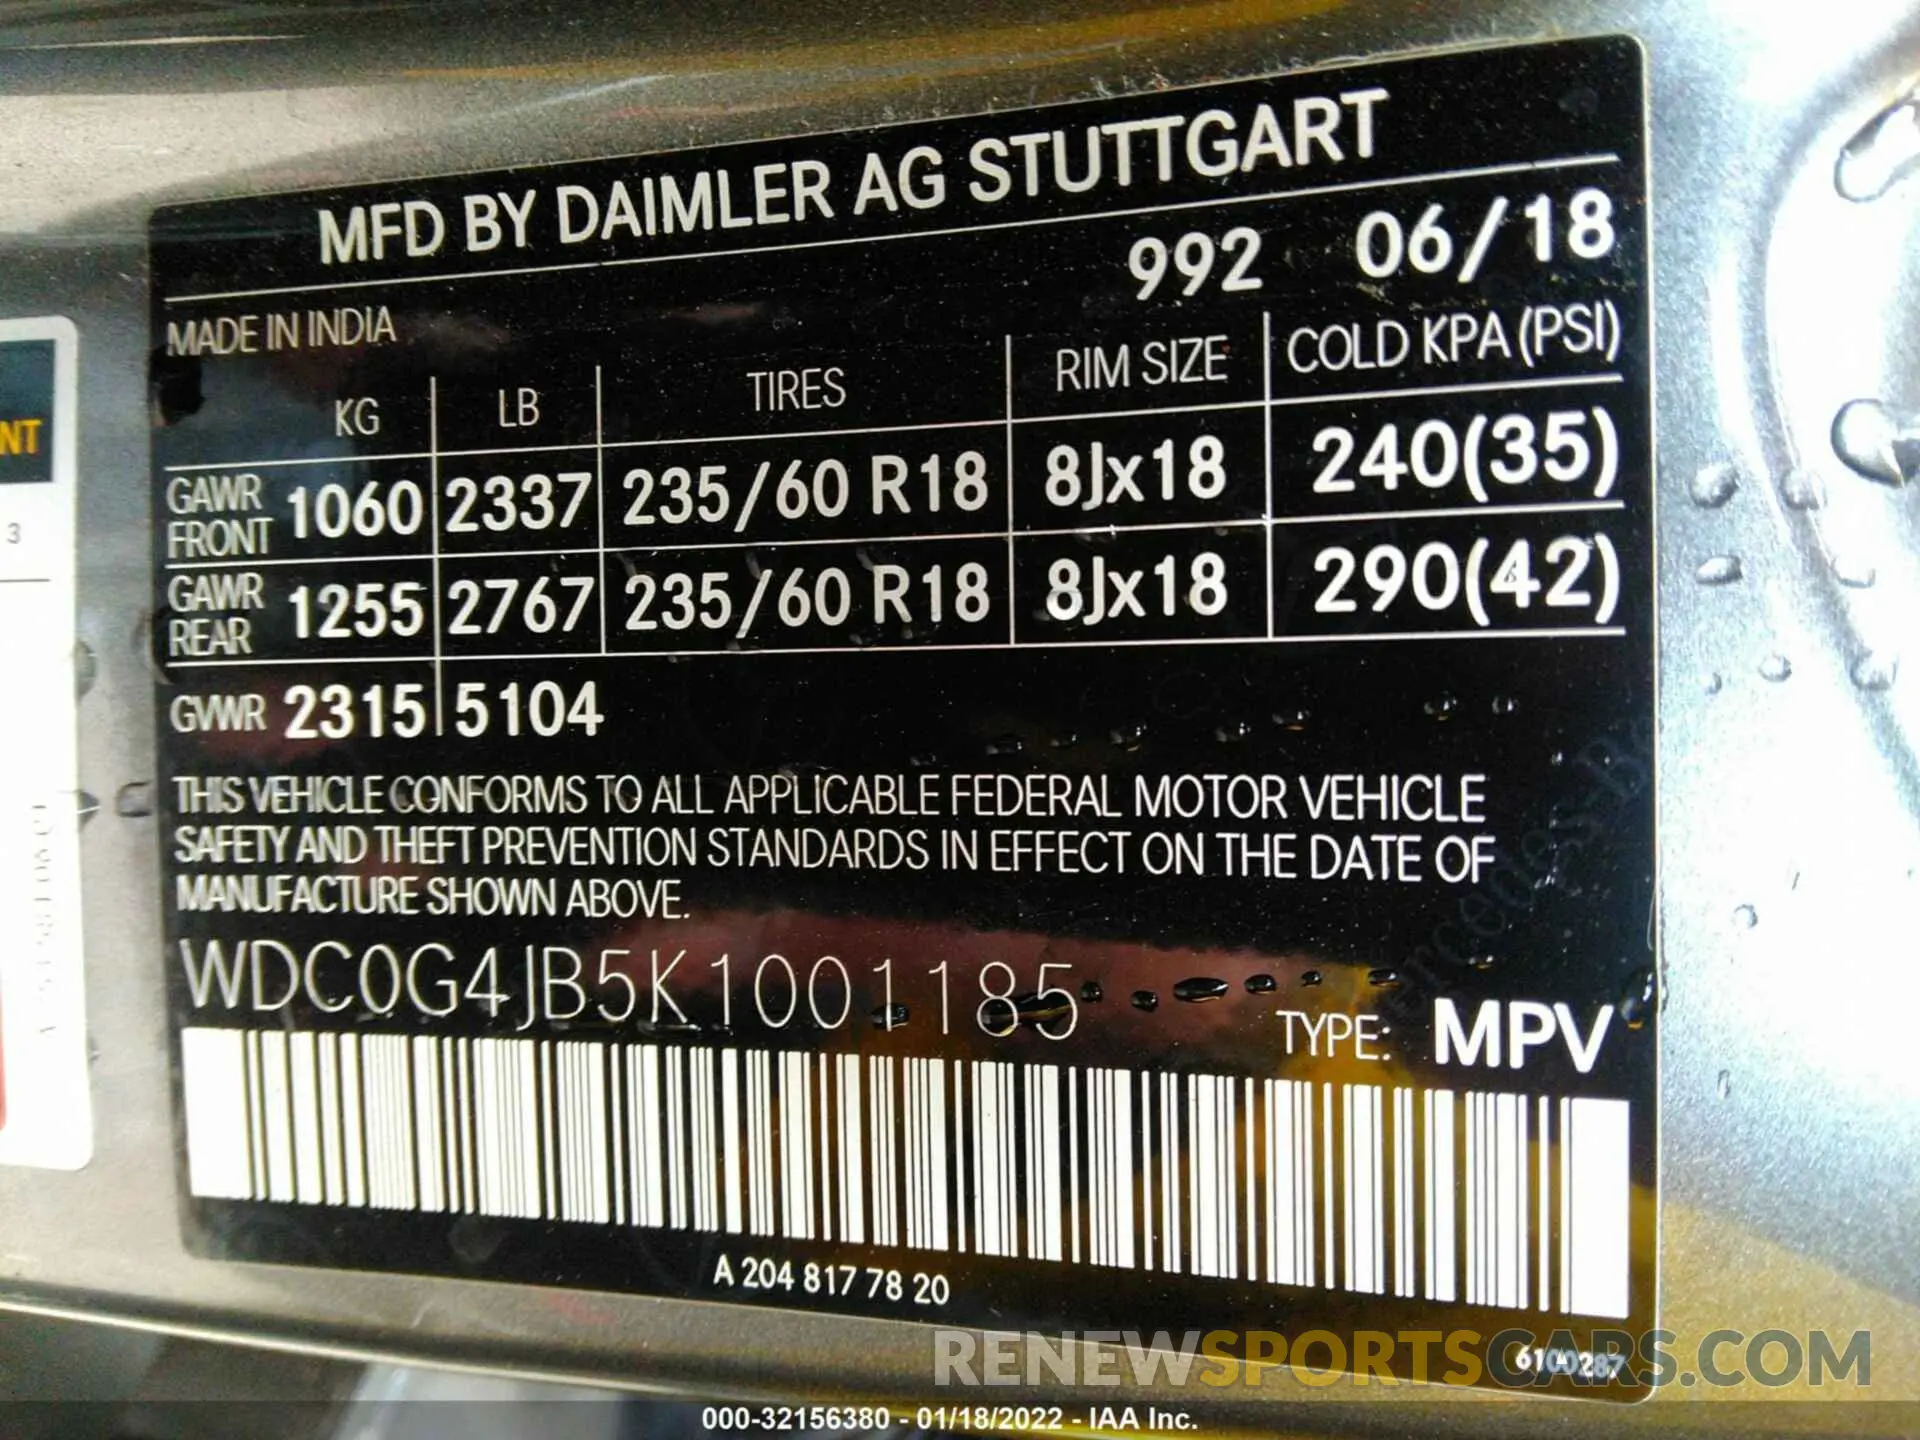 MFD BY DAIMLER AG STUTTGART
992 06/18
MADE IN INDIA
KG LB TIRES RIM SIZE COLD KPA (PSI)
GAWR FRONT 1060 2337 235/60 R18 8Jx18 240(35)
GAWR REAR 1255 2767 235/60 R18 8Jx18 290(42)
GVWR 2315 5104
THIS VEHICLE CONFORMS TO ALL APPLICABLE FEDERAL MOTOR VEHICLE
SAFETY AND THEFT PREVENTION STANDARDS IN EFFECT ON THE DATE OF
MANUFACTURE SHOWN ABOVE.
WDC0G4JB5K1001185
TYPE: MPV
A 204 817 78 20
6100287
NT
3
RENEWSPORTSCARS.COM
000-32156380 - 01/18/2022 - IAA Inc.